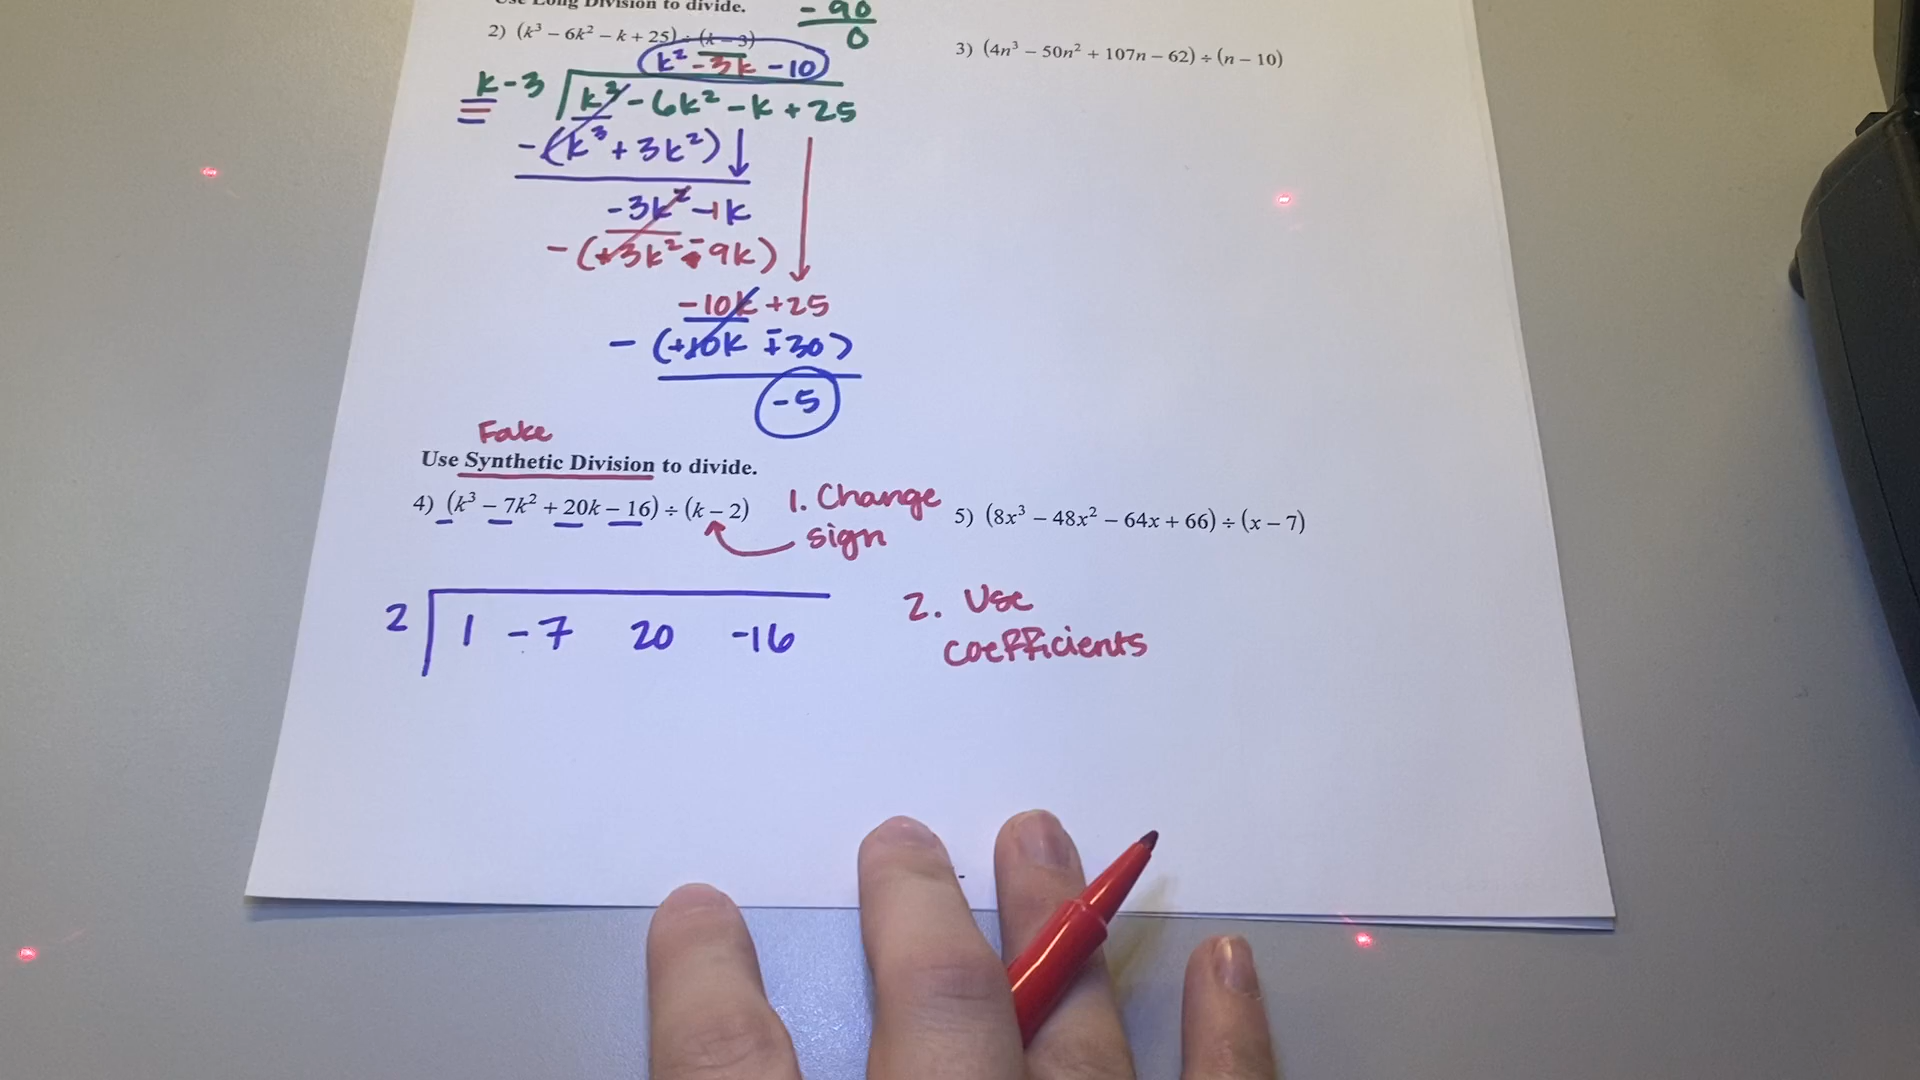 Use Long Division to divide.
- 90
0
2) (k³ − 6k² − k + 25) ÷ (k − 3)
k² - 3k - 10
k - 3 k³ - 6k² - k + 25
- (k³ + 3k²)
-3k² - 1k
- (+3k² - 9k)
-10k + 25
- (+10k - 30)
-5
3) (4n³ − 50n² + 107n − 62) ÷ (n − 10)
Fake
Use Synthetic Division to divide.
4) (k³ − 7k² + 20k − 16) ÷ (k − 2)
1. Change
sign
2 1 -7 20 -16
2. Use
coefficients
5) (8x³ − 48x² − 64x + 66) ÷ (x − 7)